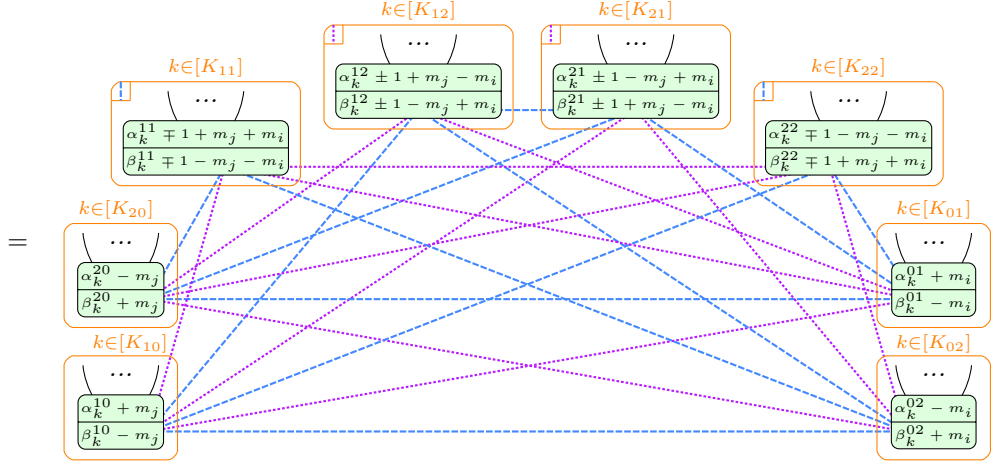 k∈[K₁₂] k∈[K₂₁]
... ...
α¹²ₖ ± 1 + mⱼ − mᵢ α²¹ₖ ± 1 − mⱼ + mᵢ
β¹²ₖ ± 1 − mⱼ + mᵢ β²¹ₖ ± 1 + mⱼ − mᵢ
k∈[K₁₁] k∈[K₂₂]
... ...
α¹¹ₖ ∓ 1 + mⱼ + mᵢ α²²ₖ ∓ 1 − mⱼ − mᵢ
β¹¹ₖ ∓ 1 − mⱼ − mᵢ β²²ₖ ∓ 1 + mⱼ + mᵢ
k∈[K₂₀] k∈[K₀₁]
= ... ...
α²⁰ₖ − mⱼ α⁰¹ₖ + mᵢ
β²⁰ₖ + mⱼ β⁰¹ₖ − mᵢ
k∈[K₁₀] k∈[K₀₂]
... ...
α¹⁰ₖ + mⱼ α⁰²ₖ − mᵢ
β¹⁰ₖ − mⱼ β⁰²ₖ + mᵢ